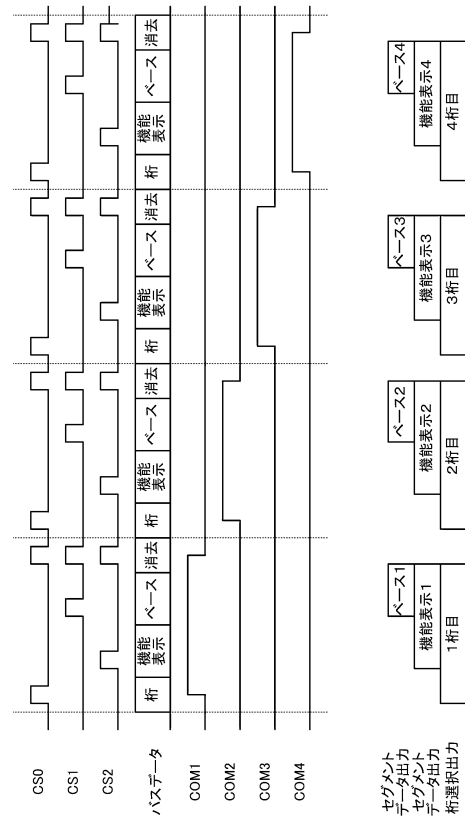 CS0
CS1
CS2
バスデータ
桁 機能表示 ベース 消去 桁 機能表示 ベース 消去 桁 機能表示 ベース 消去 桁 機能表示 ベース 消去
COM1
COM2
COM3
COM4
セグメントデータ出力
ベース1 ベース2 ベース3 ベース4
セグメントデータ出力
機能表示1 機能表示2 機能表示3 機能表示4
桁選択出力
1桁目 2桁目 3桁目 4桁目